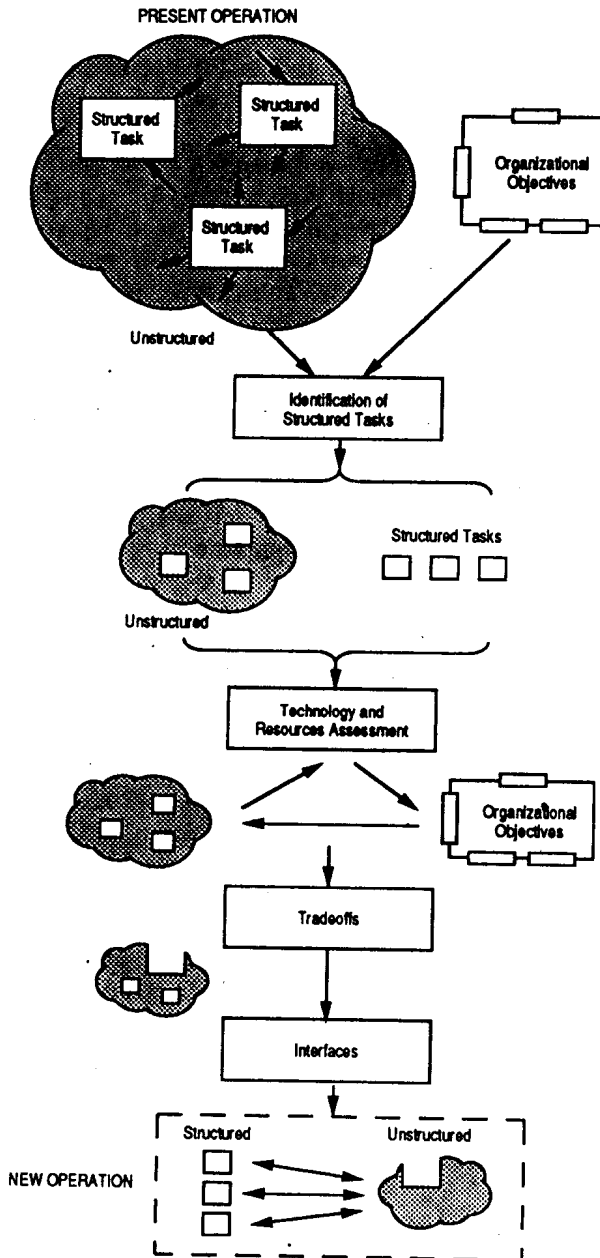 PRESENT OPERATION
Structured
Task
Structured
Task
Structured
Task
Organizational
Objectives
Unstructured
Identification of
Structured Tasks
Structured Tasks
Unstructured
Technology and
Resources Assessment
Organizational
Objectives
Tradeoffs
Interfaces
Structured
Unstructured
NEW OPERATION